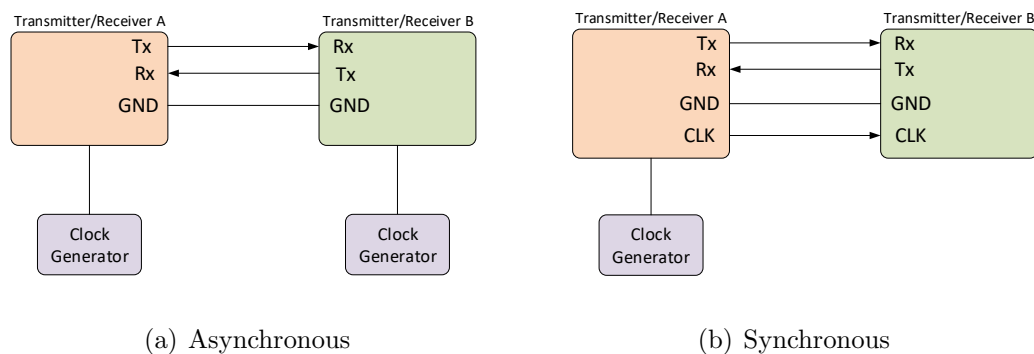 Transmitter/Receiver A
Transmitter/Receiver B
Tx
Rx
Rx
Tx
GND
GND
Clock
Generator
Clock
Generator
(a) Asynchronous
Transmitter/Receiver A
Transmitter/Receiver B
Tx
Rx
Rx
Tx
GND
GND
CLK
CLK
Clock
Generator
(b) Synchronous